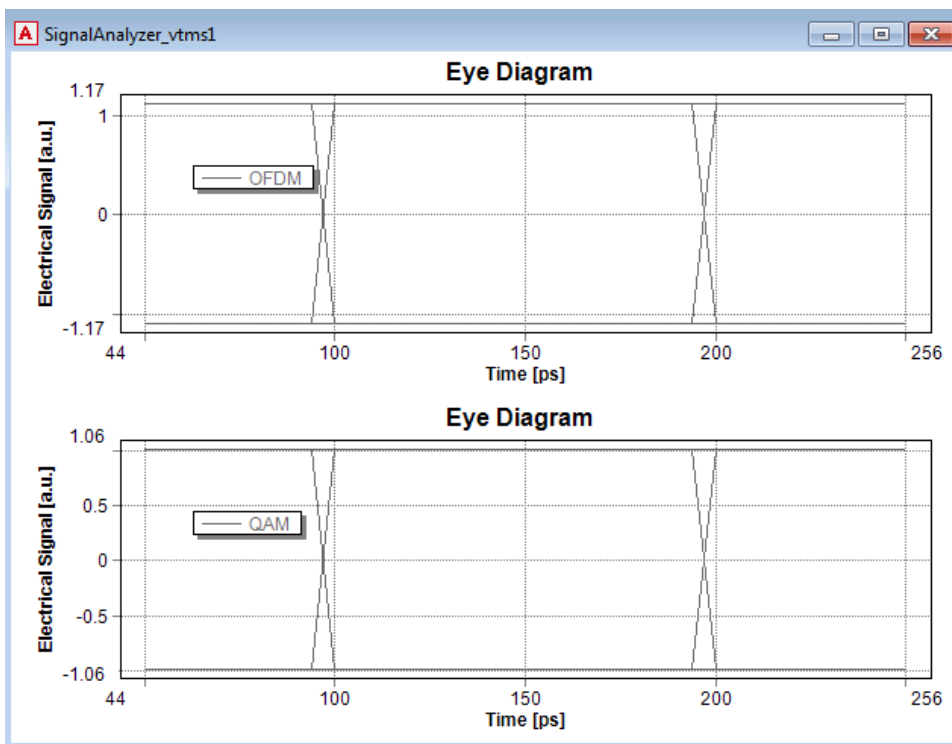 A SignalAnalyzer_vtms1
Eye Diagram
1.17
1
0
-1.17
Electrical Signal [a.u.]
OFDM
44 100 150 200 256
Time [ps]
Eye Diagram
1.06
0.5
0
-0.5
-1.06
Electrical Signal [a.u.]
QAM
44 100 150 200 256
Time [ps]